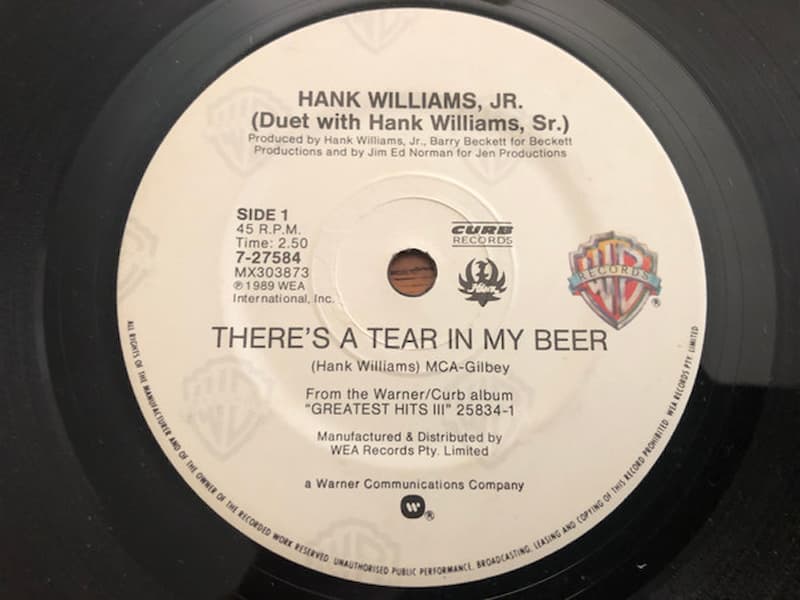 HANK WILLIAMS, JR.
(Duet with Hank Williams, Sr.)
Produced by Hank Williams, Jr., Barry Beckett for Beckett
Productions and by Jim Ed Norman for Jen Productions
SIDE 1
45 R.P.M.
Time: 2.50
7-27584
MX303873
℗ 1989 WEA
International, Inc.
CURB
RECORDS
RECORDS
®
THERE'S A TEAR IN MY BEER
(Hank Williams) MCA-Gilbey
From the Warner/Curb album
"GREATEST HITS III" 25834-1
Manufactured & Distributed by
WEA Records Pty. Limited
a Warner Communications Company
®
ALL RIGHTS OF THE MANUFACTURER AND OF THE OWNER OF THE RECORDED WORK RESERVED. UNAUTHORISED PUBLIC PERFORMANCE, BROADCASTING, LEASING AND COPYING OF THIS RECORD PROHIBITED. WEA RECORDS PTY. LIMITED